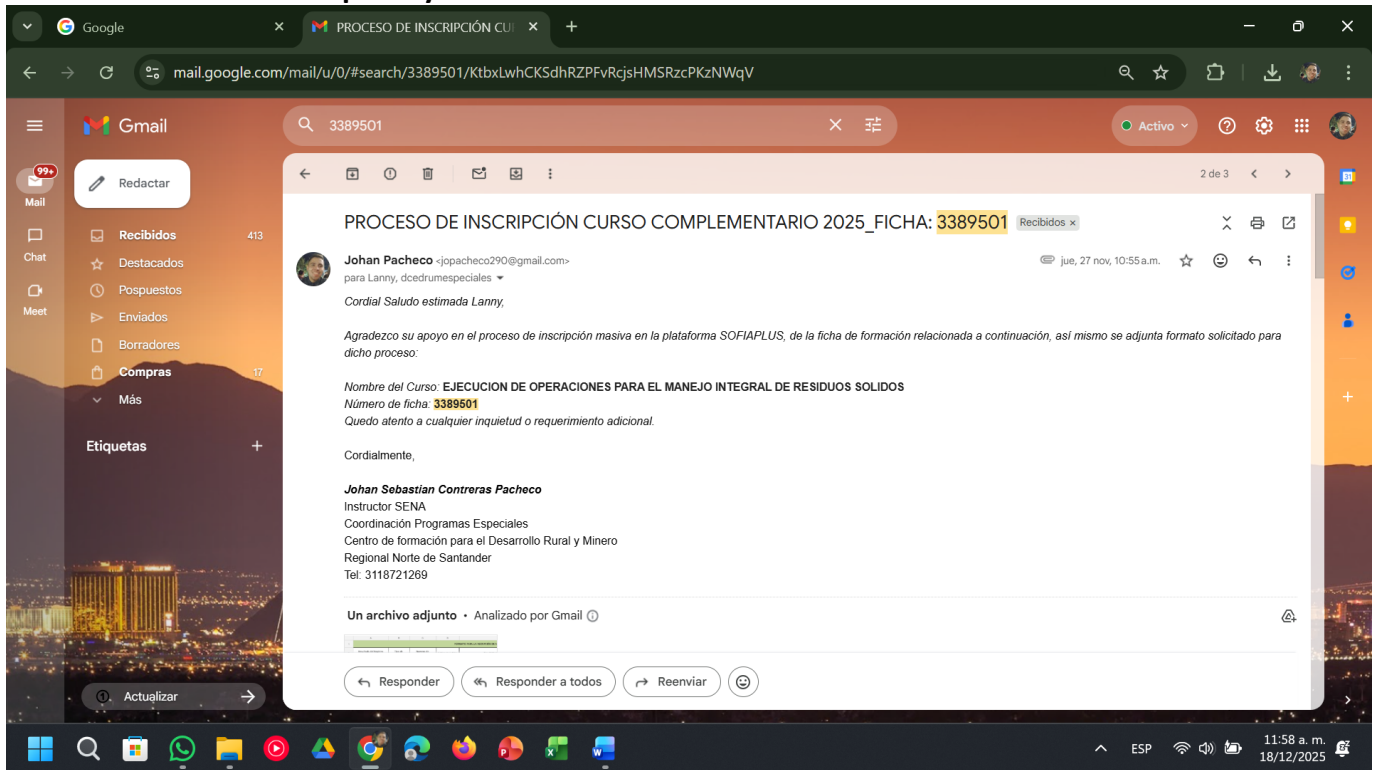 Google
PROCESO DE INSCRIPCIÓN CU
mail.google.com/mail/u/0/#search/3389501/KtbxLwhCKSdhRZPFvRcjsHMSRzcPKzNWqV
Gmail
3389501
Activo
99+
Mail
Chat
Meet
Redactar
Recibidos 413
Destacados
Pospuestos
Enviados
Borradores
Compras 17
Más
Etiquetas
Actualizar
2 de 3
31
PROCESO DE INSCRIPCIÓN CURSO COMPLEMENTARIO 2025_FICHA: 3389501 Recibidos x
Johan Pacheco <jopacheco290@gmail.com> jue, 27 nov, 10:55 a.m.
para Lanny, dcedrumespeciales
Cordial Saludo estimada Lanny,
Agradezco su apoyo en el proceso de inscripción masiva en la plataforma SOFIAPLUS, de la ficha de formación relacionada a continuación, así mismo se adjunta formato solicitado para
dicho proceso:
Nombre del Curso: EJECUCION DE OPERACIONES PARA EL MANEJO INTEGRAL DE RESIDUOS SOLIDOS
Número de ficha: 3389501
Quedo atento a cualquier inquietud o requerimiento adicional.
Cordialmente,
Johan Sebastian Contreras Pacheco
Instructor SENA
Coordinación Programas Especiales
Centro de formación para el Desarrollo Rural y Minero
Regional Norte de Santander
Tel: 3118721269
Un archivo adjunto • Analizado por Gmail
Responder
Responder a todos
Reenviar
ESP
11:58 a. m.
18/12/2025